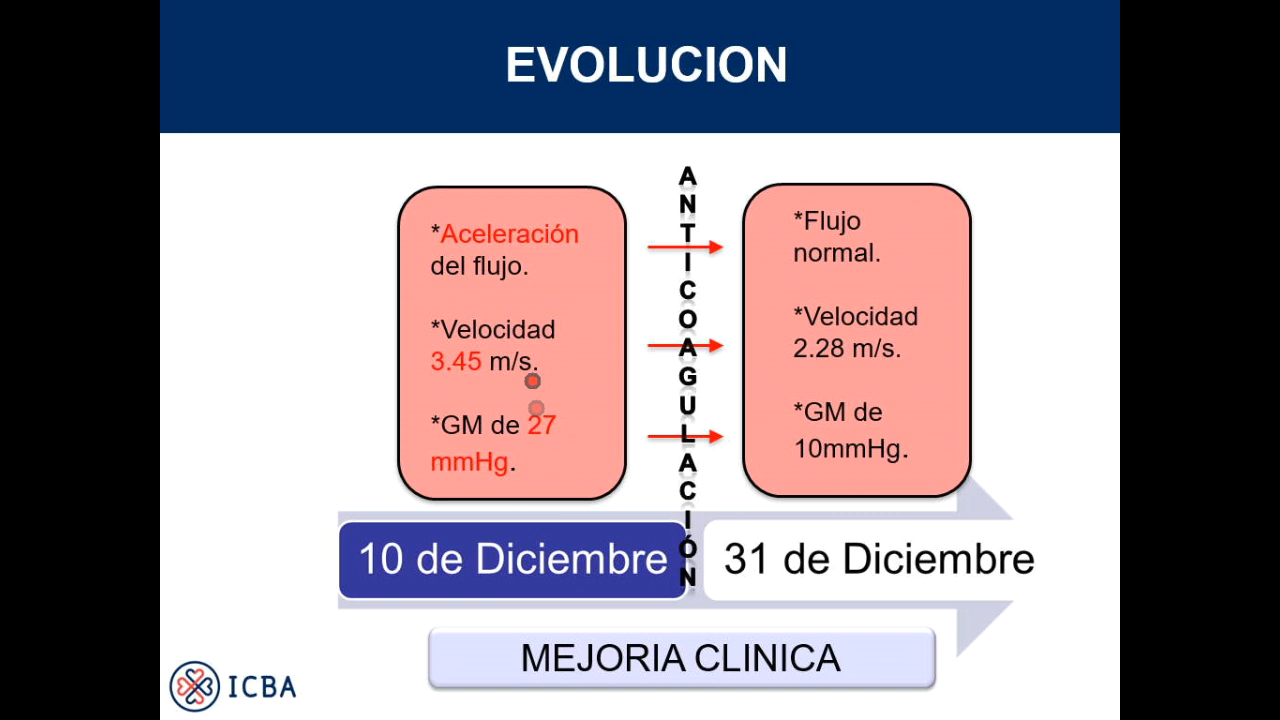 EVOLUCION
*Aceleración
del flujo.
*Velocidad
3.45 m/s.
*GM de 27
mmHg.
ANTICOAGULACIÓN
*Flujo
normal.
*Velocidad
2.28 m/s.
*GM de
10mmHg.
10 de Diciembre
31 de Diciembre
MEJORIA CLINICA
ICBA